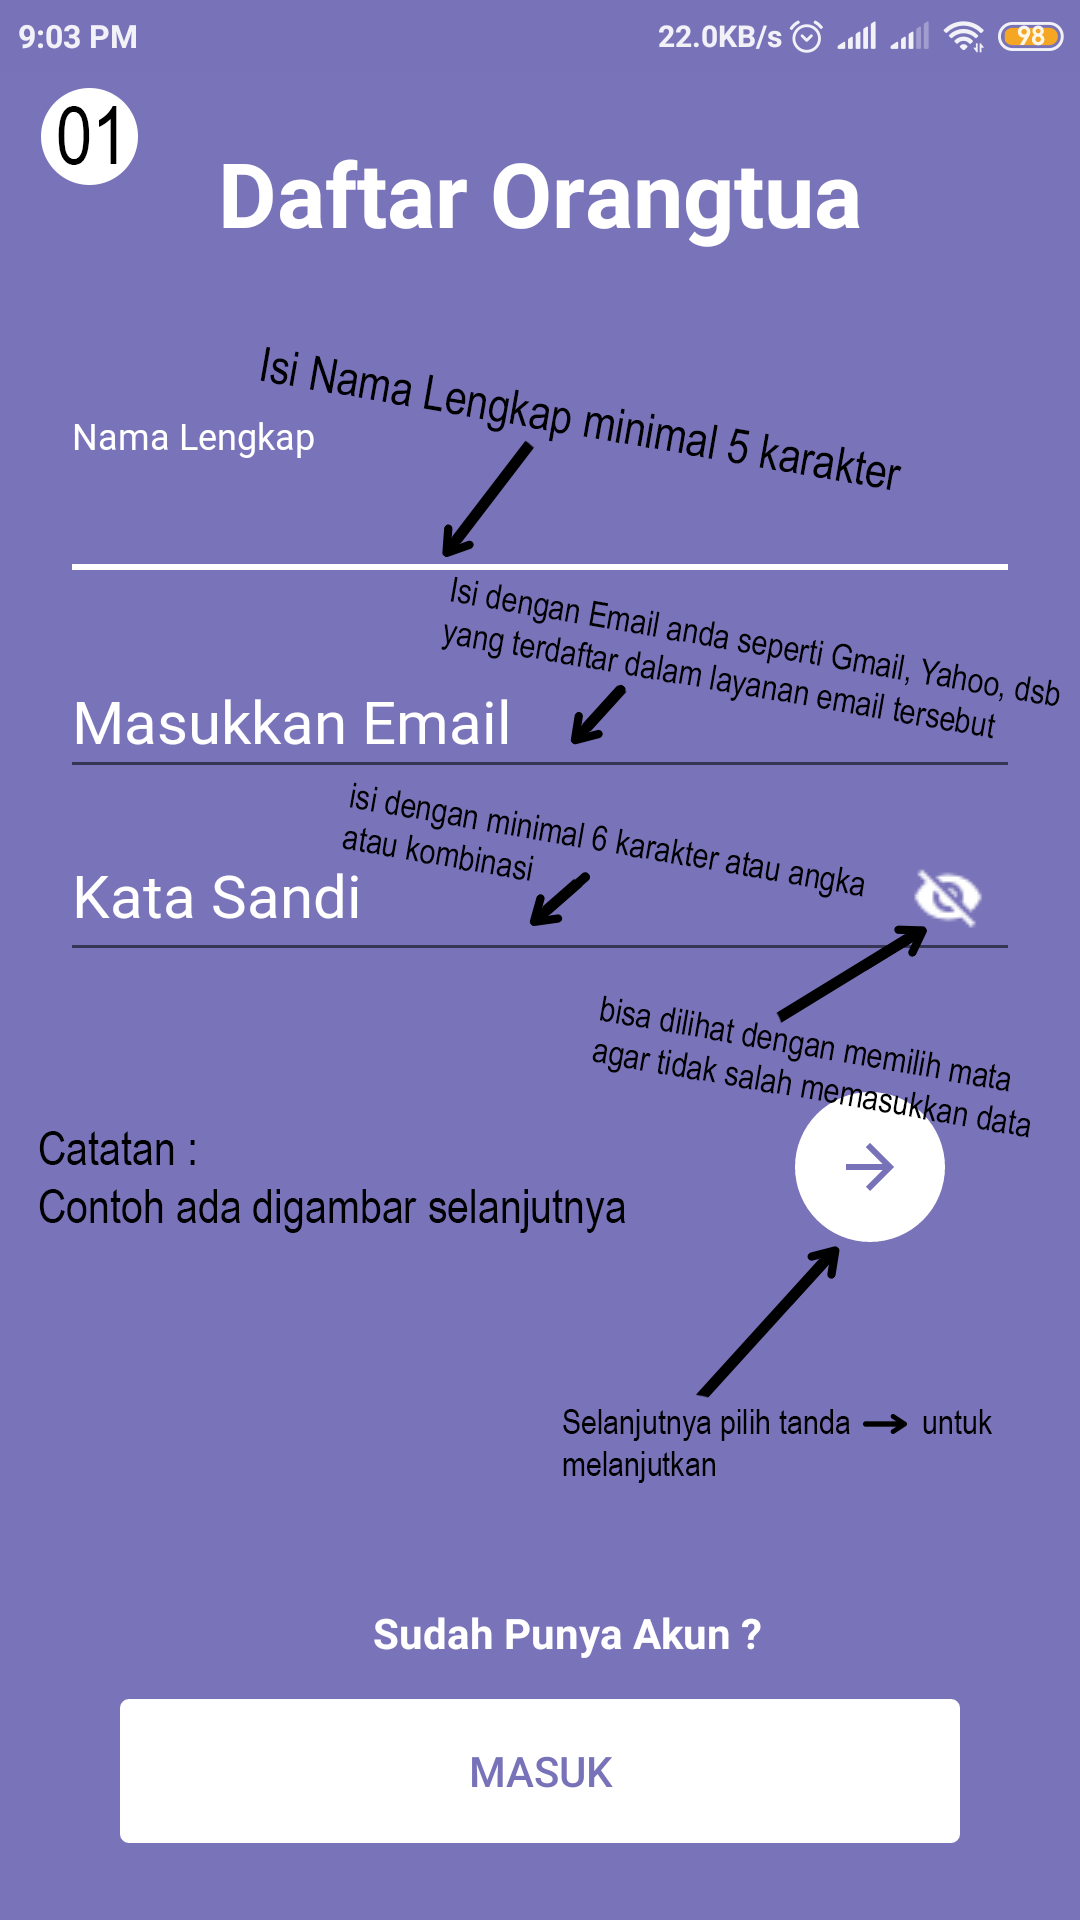 9:03 PM 22.0KB/s 98
01
Daftar Orangtua
Isi Nama Lengkap minimal 5 karakter
Nama Lengkap
Isi dengan Email anda seperti Gmail, Yahoo, dsb
yang terdaftar dalam layanan email tersebut
Masukkan Email
isi dengan minimal 6 karakter atau angka
atau kombinasi
Kata Sandi
bisa dilihat dengan memilih mata
agar tidak salah memasukkan data
Catatan :
Contoh ada digambar selanjutnya
Selanjutnya pilih tanda → untuk
melanjutkan
Sudah Punya Akun ?
MASUK